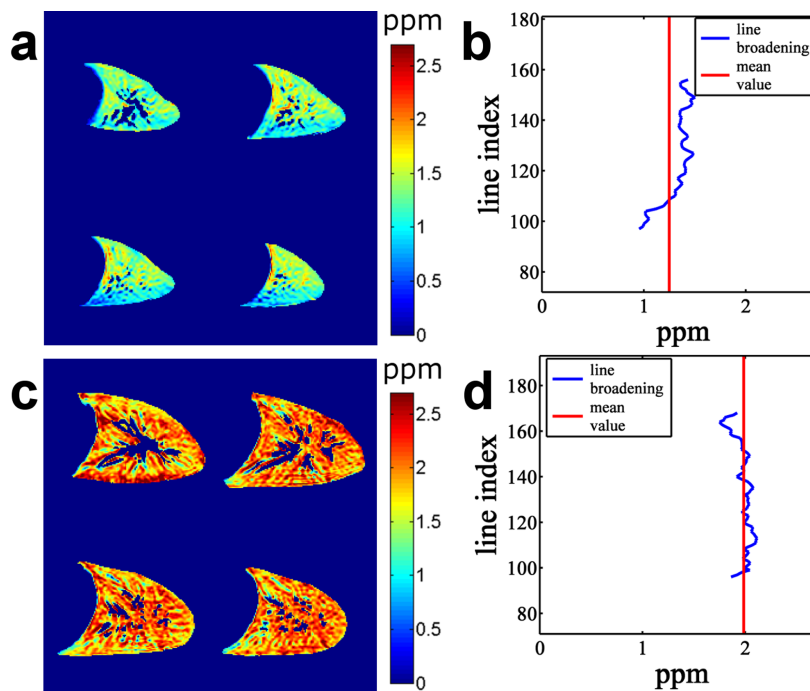 a
ppm
2.5
2
1.5
1
0.5
0
b
line index
180
160
140
120
100
80
0
1
2
ppm
line
broadening
mean
value
c
ppm
2.5
2
1.5
1
0.5
0
d
line index
180
160
140
120
100
80
0
1
2
ppm
line
broadening
mean
value